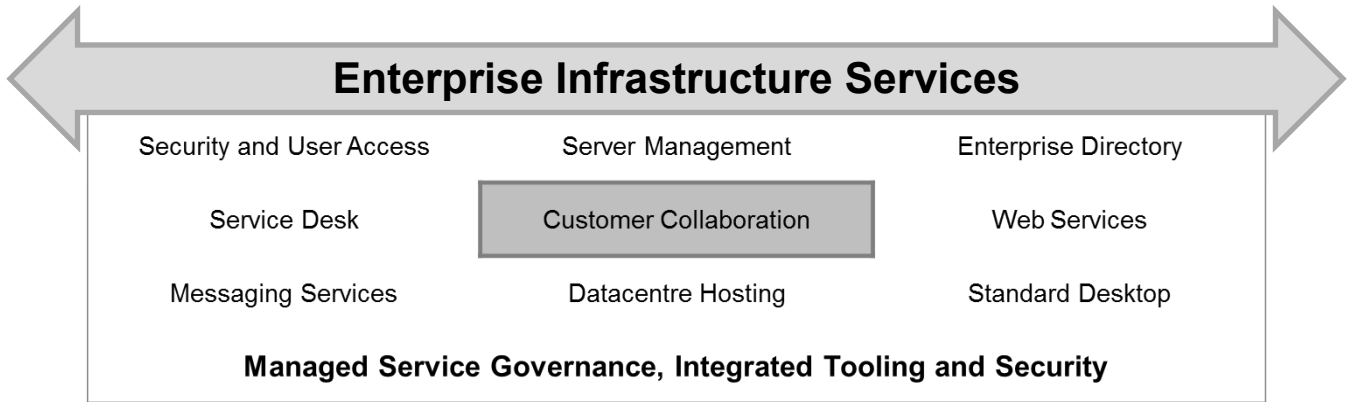 Enterprise Infrastructure Services
Security and User Access Server Management Enterprise Directory
Service Desk Customer Collaboration Web Services
Messaging Services Datacentre Hosting Standard Desktop
Managed Service Governance, Integrated Tooling and Security